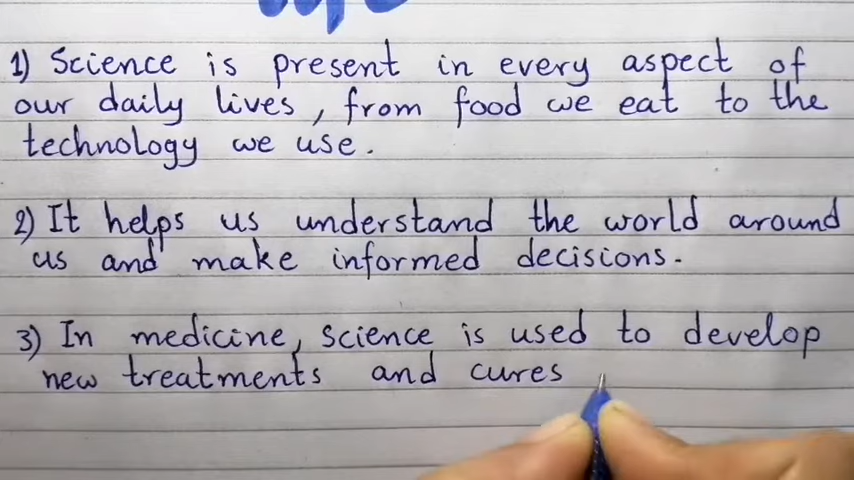 1) Science is present in every aspect of
our daily lives, from food we eat to the
technology we use.
2) It helps us understand the world around
us and make informed decisions.
3) In medicine, science is used to develop
new treatments and cures